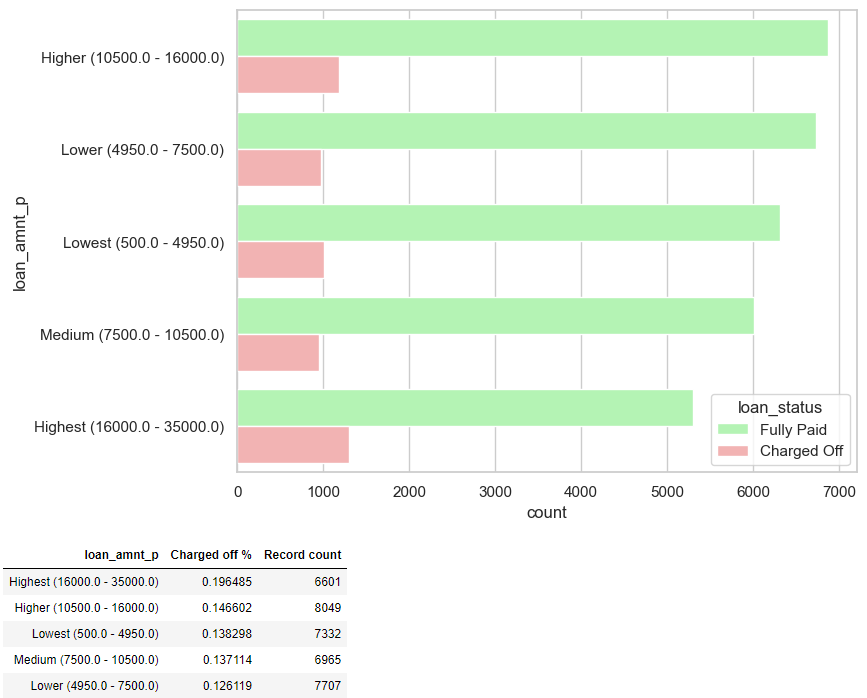 Higher (10500.0 - 16000.0)
Lower (4950.0 - 7500.0)
Lowest (500.0 - 4950.0)
Medium (7500.0 - 10500.0)
Highest (16000.0 - 35000.0)
loan_amnt_p
loan_status
Fully Paid
Charged Off
0 1000 2000 3000 4000 5000 6000 7000
count
loan_amnt_p Charged off % Record count
Highest (16000.0 - 35000.0) 0.196485 6601
Higher (10500.0 - 16000.0) 0.146602 8049
Lowest (500.0 - 4950.0) 0.138298 7332
Medium (7500.0 - 10500.0) 0.137114 6965
Lower (4950.0 - 7500.0) 0.126119 7707